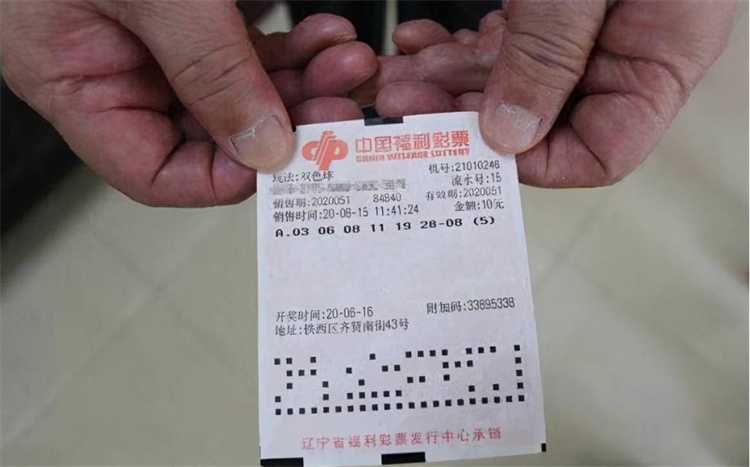 中国福利彩票
CHINA WELFARE LOTTERY
玩法:双色球 机号:21010246
流水号:15
销售期:2020051 84840 有效期:2020051
销售时间:20-06-15 11:41:24 金额:10元
A.03 06 08 11 19 28-08 (5)
开奖时间:20-06-16 附加码:33895338
地址:铁西区齐贤南街43号
辽宁省福利彩票发行中心承销